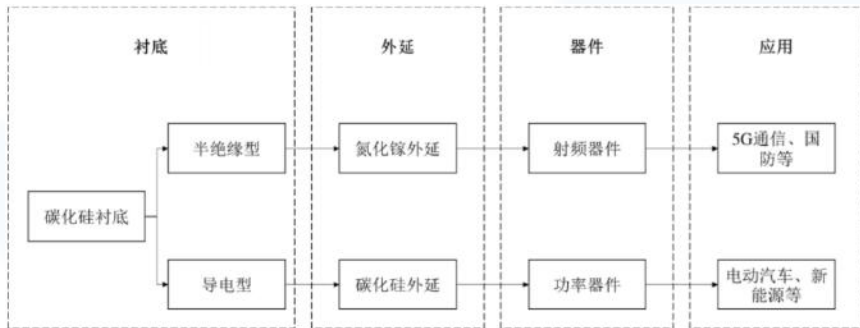 衬底
外延
器件
应用
半绝缘型
氮化镓外延
射频器件
5G通信、国
防等
碳化硅衬底
导电型
碳化硅外延
功率器件
电动汽车、新
能源等